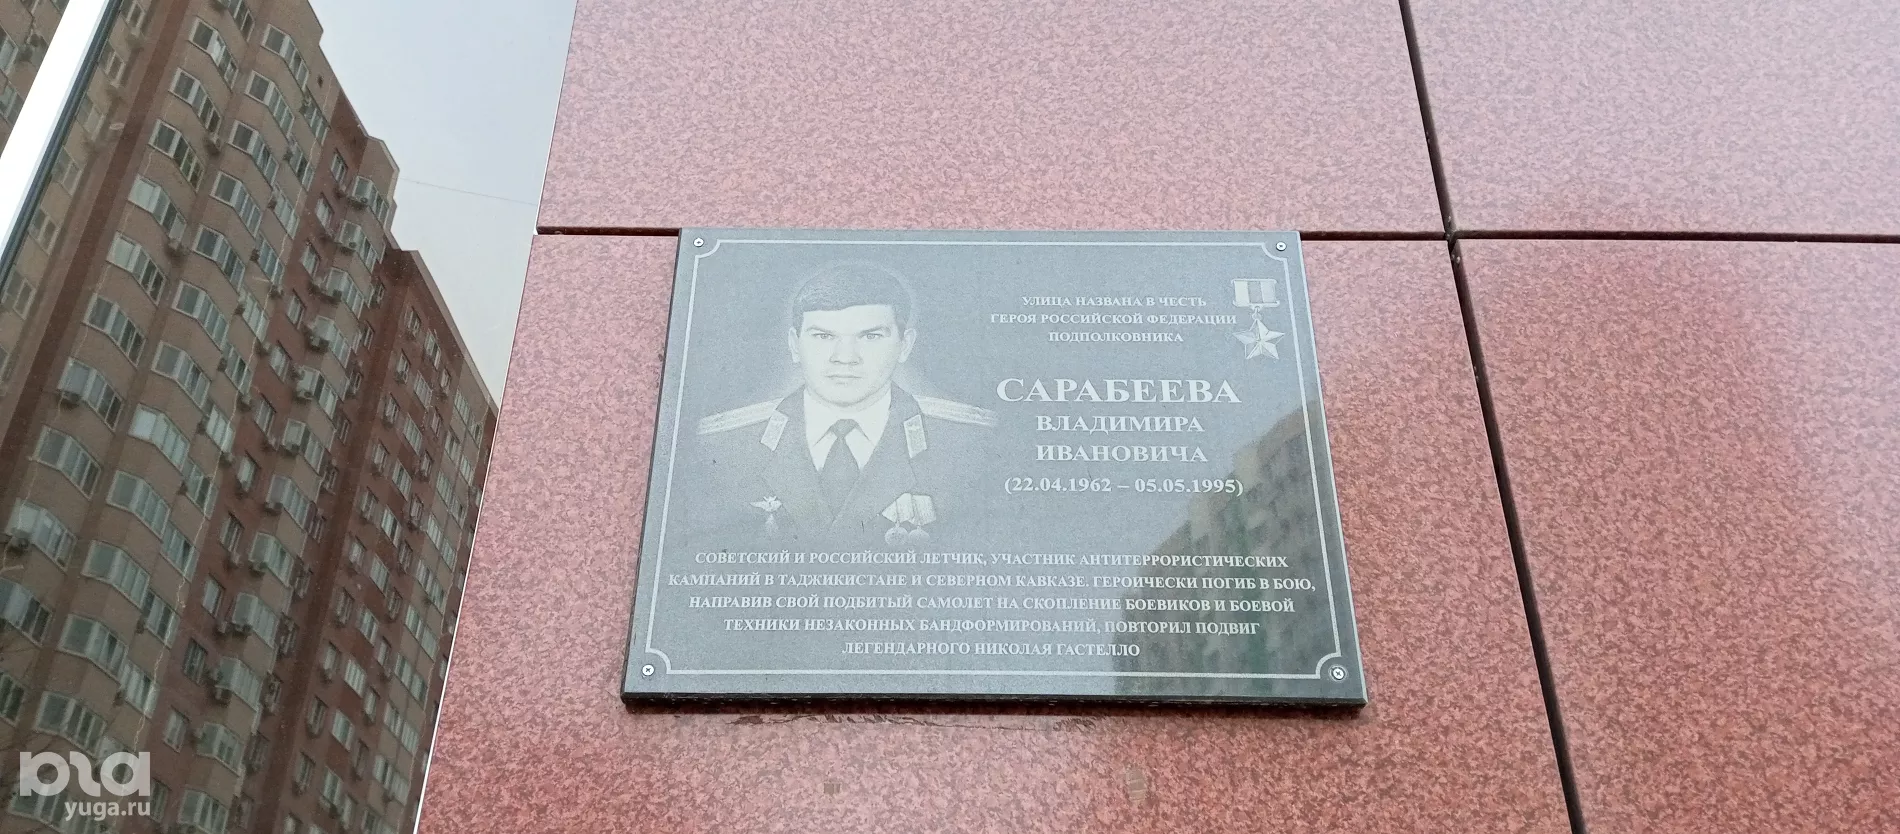 УЛИЦА НАЗВАНА В ЧЕСТЬ
ГЕРОЯ РОССИЙСКОЙ ФЕДЕРАЦИИ
ПОДПОЛКОВНИКА
САРАБЕЕВА
ВЛАДИМИРА
ИВАНОВИЧА
(22.04.1962 – 05.05.1995)
СОВЕТСКИЙ И РОССИЙСКИЙ ЛЕТЧИК, УЧАСТНИК АНТИТЕРРОРИСТИЧЕСКИХ
КАМПАНИЙ В ТАДЖИКИСТАНЕ И СЕВЕРНОМ КАВКАЗЕ. ГЕРОИЧЕСКИ ПОГИБ В БОЮ,
НАПРАВИВ СВОЙ ПОДБИТЫЙ САМОЛЕТ НА СКОПЛЕНИЕ БОЕВИКОВ И БОЕВОЙ
ТЕХНИКИ НЕЗАКОННЫХ БАНДФОРМИРОВАНИЙ, ПОВТОРИЛ ПОДВИГ
ЛЕГЕНДАРНОГО НИКОЛАЯ ГАСТЕЛЛО
юга
yuga.ru